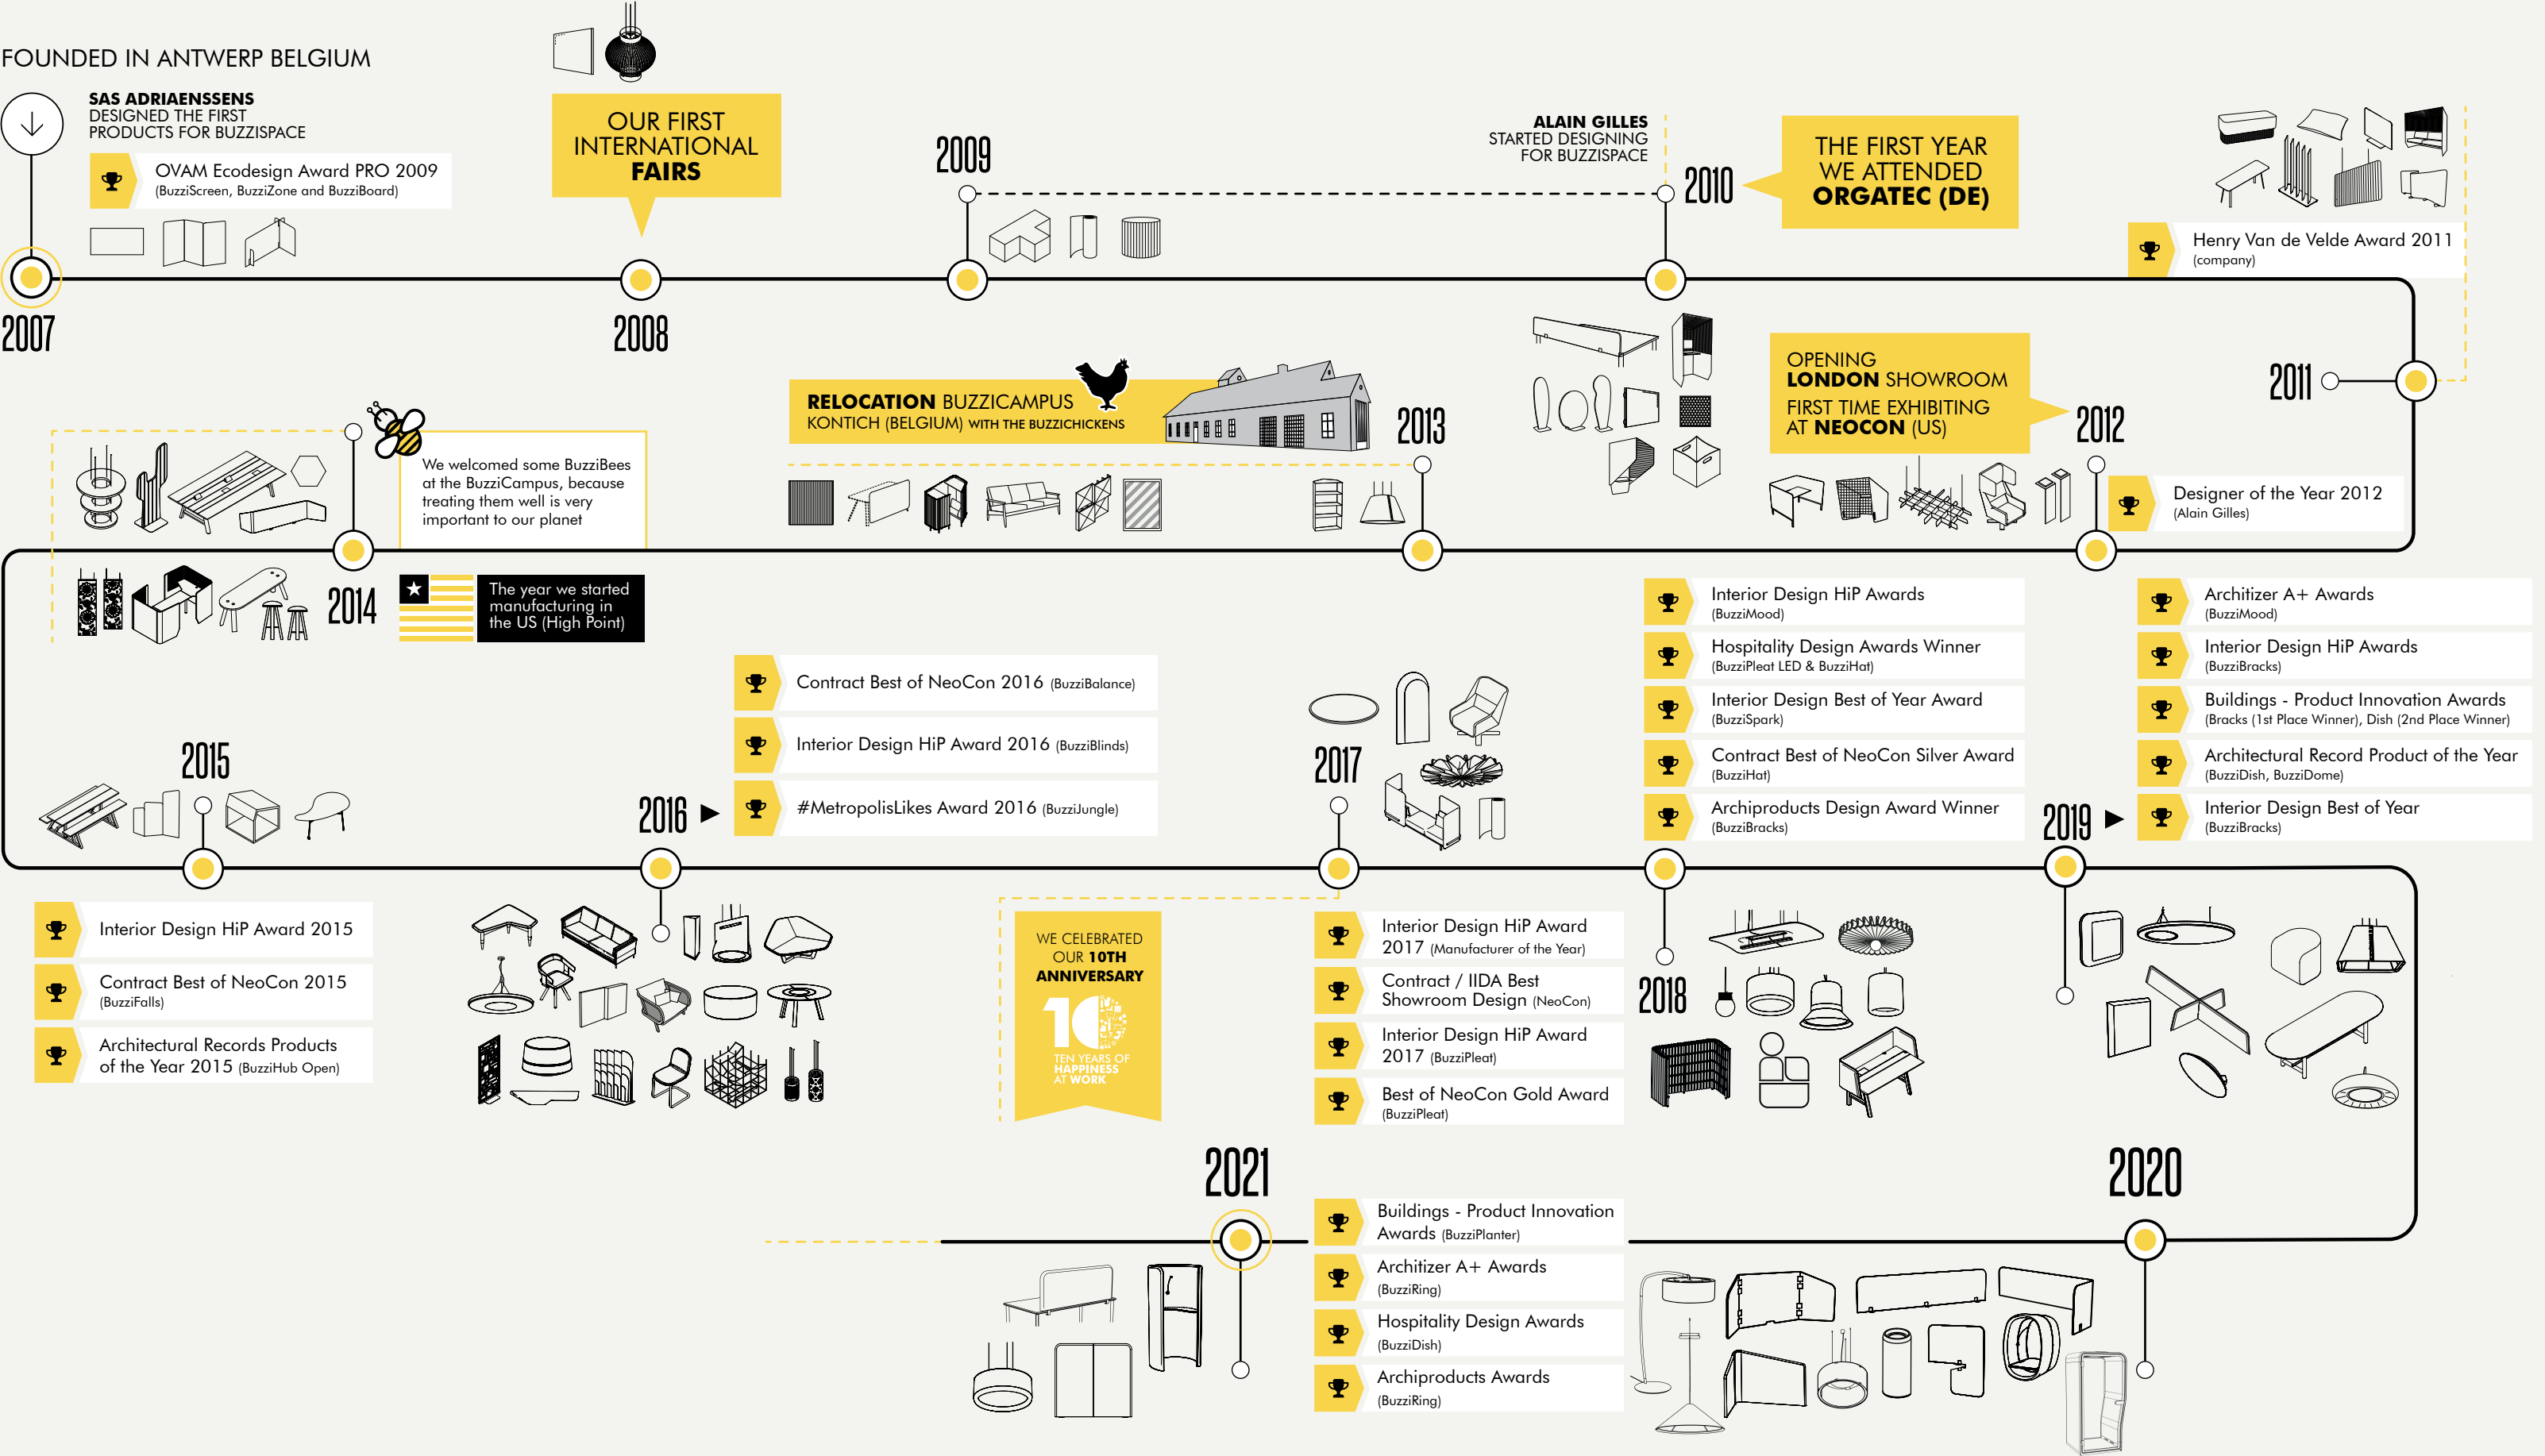 FOUNDED IN ANTWERP BELGIUM
SAS ADRIAENSSENS
DESIGNED THE FIRST
PRODUCTS FOR BUZZISPACE
OVAM Ecodesign Award PRO 2009
(BuzziScreen, BuzziZone and BuzziBoard)
2007
OUR FIRST
INTERNATIONAL
FAIRS
2008
2009
ALAIN GILLES
STARTED DESIGNING
FOR BUZZISPACE
2010
THE FIRST YEAR
WE ATTENDED
ORGATEC (DE)
Henry Van de Velde Award 2011
(company)
2011
OPENING
LONDON SHOWROOM
FIRST TIME EXHIBITING
AT NEOCON (US)
2012
Designer of the Year 2012
(Alain Gilles)
RELOCATION BUZZICAMPUS
KONTICH (BELGIUM) WITH THE BUZZICHICKENS
2013
We welcomed some BuzziBees
at the BuzziCampus, because
treating them well is very
important to our planet
2014
The year we started
manufacturing in
the US (High Point)
2015
Interior Design HiP Award 2015
Contract Best of NeoCon 2015
(BuzziFalls)
Architectural Records Products
of the Year 2015 (BuzziHub Open)
2016
Contract Best of NeoCon 2016 (BuzziBalance)
Interior Design HiP Award 2016 (BuzziBlinds)
#MetropolisLikes Award 2016 (BuzziJungle)
2017
WE CELEBRATED
OUR 10TH
ANNIVERSARY
10
TEN YEARS OF
HAPPINESS
AT WORK
Interior Design HiP Award
2017 (Manufacturer of the Year)
Contract / IIDA Best
Showroom Design (NeoCon)
Interior Design HiP Award
2017 (BuzziPleat)
Best of NeoCon Gold Award
(BuzziPleat)
Interior Design HiP Awards
(BuzziMood)
Hospitality Design Awards Winner
(BuzziPleat LED & BuzziHat)
Interior Design Best of Year Award
(BuzziSpark)
Contract Best of NeoCon Silver Award
(BuzziHat)
Archiproducts Design Award Winner
(BuzziBracks)
2018
2019
Architizer A+ Awards
(BuzziMood)
Interior Design HiP Awards
(BuzziBracks)
Buildings - Product Innovation Awards
(Bracks (1st Place Winner), Dish (2nd Place Winner)
Architectural Record Product of the Year
(BuzziDish, BuzziDome)
Interior Design Best of Year
(BuzziBracks)
2020
Buildings - Product Innovation
Awards (BuzziPlanter)
Architizer A+ Awards
(BuzziRing)
Hospitality Design Awards
(BuzziDish)
Archiproducts Awards
(BuzziRing)
2021